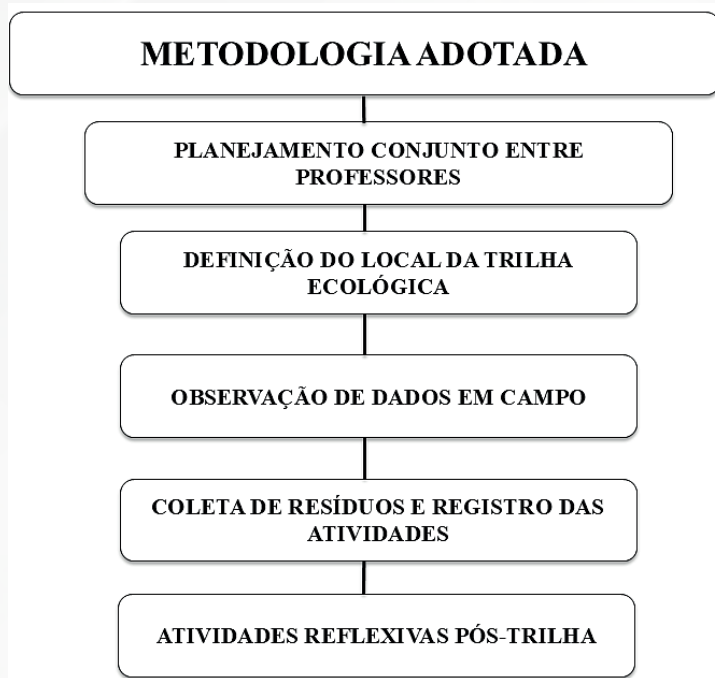 METODOLOGIA ADOTADA
PLANEJAMENTO CONJUNTO ENTRE
PROFESSORES
DEFINIÇÃO DO LOCAL DA TRILHA
ECOLÓGICA
OBSERVAÇÃO DE DADOS EM CAMPO
COLETA DE RESÍDUOS E REGISTRO DAS
ATIVIDADES
ATIVIDADES REFLEXIVAS PÓS-TRILHA